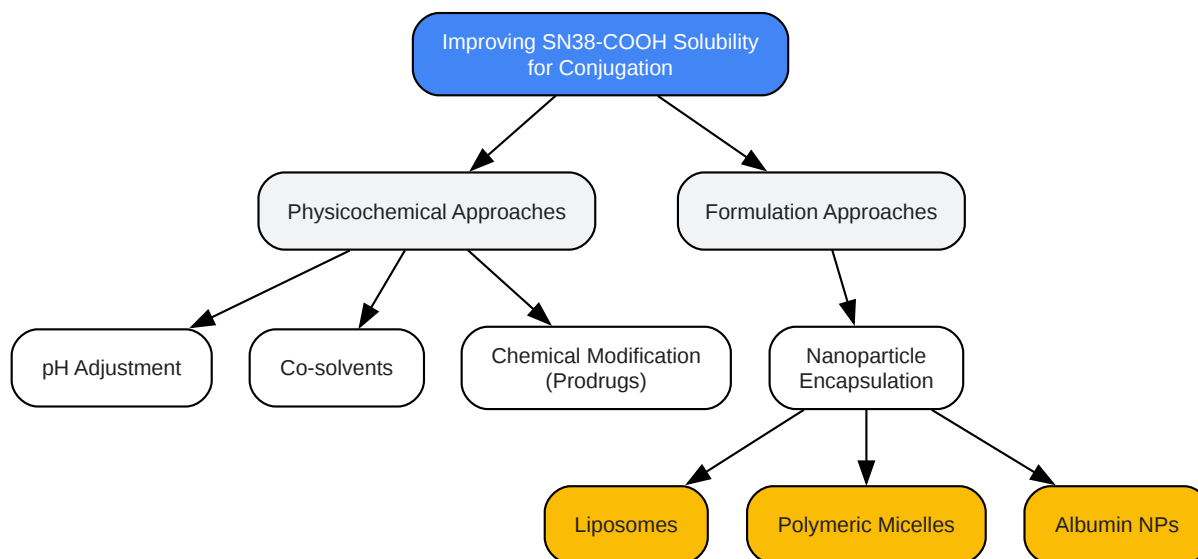 Improving SN38-COOH Solubility
for Conjugation
Physicochemical Approaches
Formulation Approaches
pH Adjustment
Co-solvents
Chemical Modification
(Prodrugs)
Nanoparticle
Encapsulation
Liposomes
Polymeric Micelles
Albumin NPs